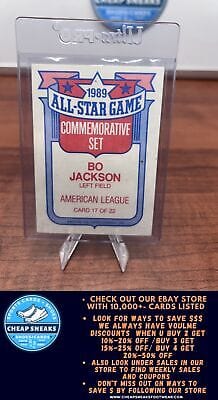 1989
ALL-STAR GAME
COMMEMORATIVE
SET
BO
JACKSON
LEFT FIELD
AMERICAN LEAGUE
CARD 17 OF 22
CHEAP SNEAKS
• CHECK OUT OUR EBAY STORE
WITH 10,000+ CARDS LISTED
• LOOK FOR WAYS TO SAVE $$$
WE ALWAYS HAVE VOULME
DISCOUNTS WHEN U BUY 2 GET
10%-20% OFF / BUY 3 GET
15%-25% OFF/ BUY 4 GET
20%-50% OFF
• ALSO LOOK UNDER SALES IN OUR
STORE TO FIND WEEKLY SALES
AND COUPONS
• DON'T MISS OUT ON WAYS TO
SAVE $ BY FOLLOWING OUR STORE
WWW.CHEAPSNEAKSFOOTWEAR.COM